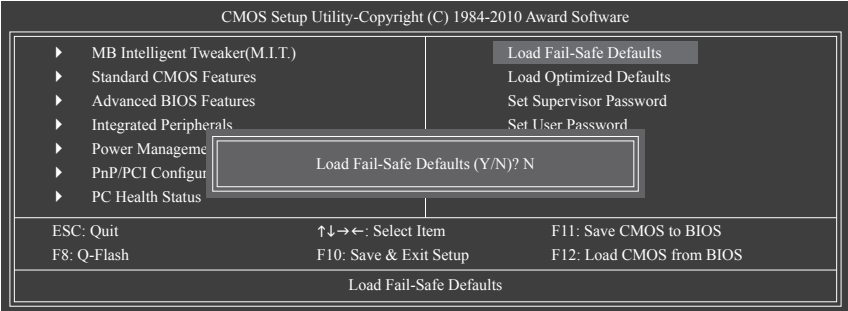 CMOS Setup Utility-Copyright (C) 1984-2010 Award Software
MB Intelligent Tweaker(M.I.T.)
Standard CMOS Features
Advanced BIOS Features
Integrated Peripherals
Power Manageme
PnP/PCI Configur
PC Health Status
Load Fail-Safe Defaults
Load Optimized Defaults
Set Supervisor Password
Set User Password
Load Fail-Safe Defaults (Y/N)? N
ESC: Quit
↑↓→←: Select Item
F11: Save CMOS to BIOS
F8: Q-Flash
F10: Save & Exit Setup
F12: Load CMOS from BIOS
Load Fail-Safe Defaults